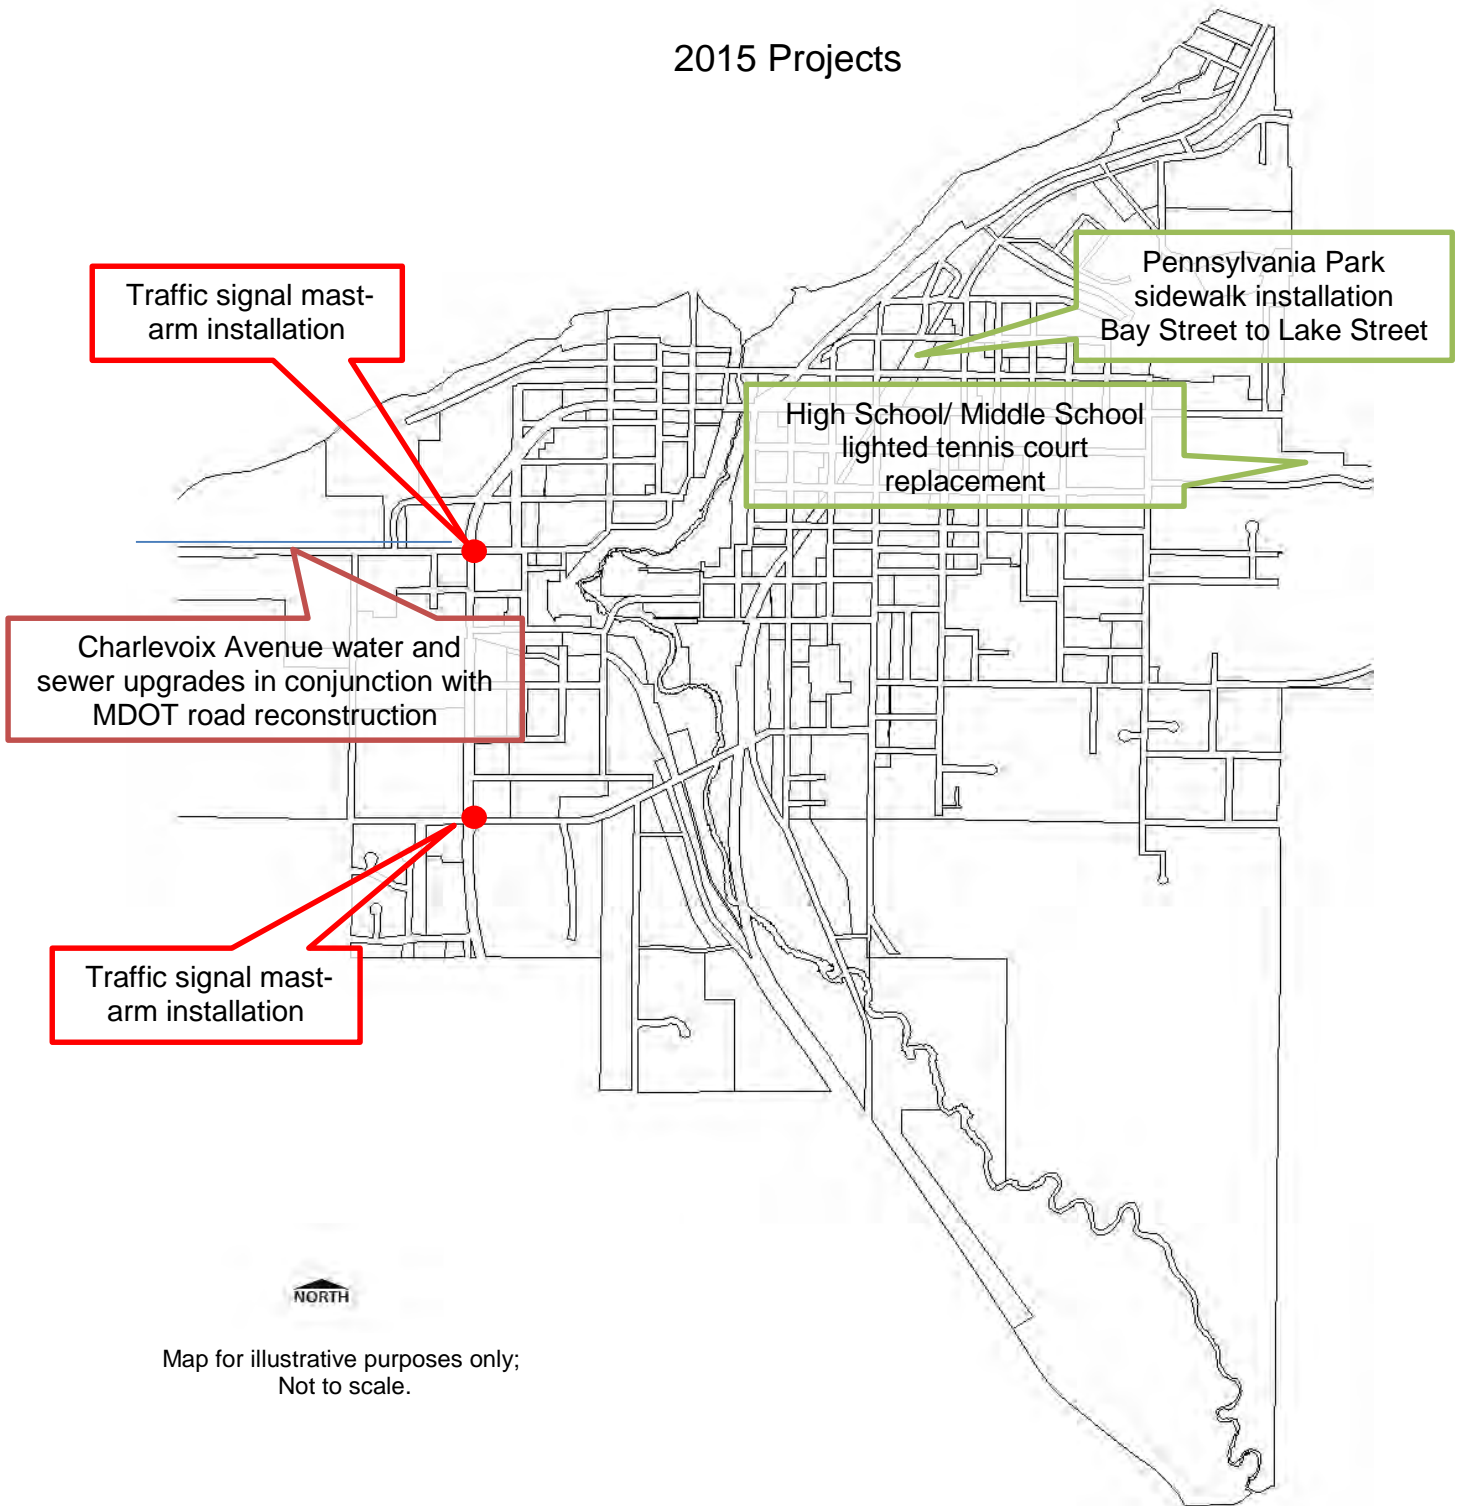 2015 Projects
Pennsylvania Park
sidewalk installation
Bay Street to Lake Street
Traffic signal mast-
arm installation
High School/ Middle School
lighted tennis court
replacement
Charlevoix Avenue water and
sewer upgrades in conjunction with
MDOT road reconstruction
Traffic signal mast-
arm installation
NORTH
Map for illustrative purposes only;
Not to scale.